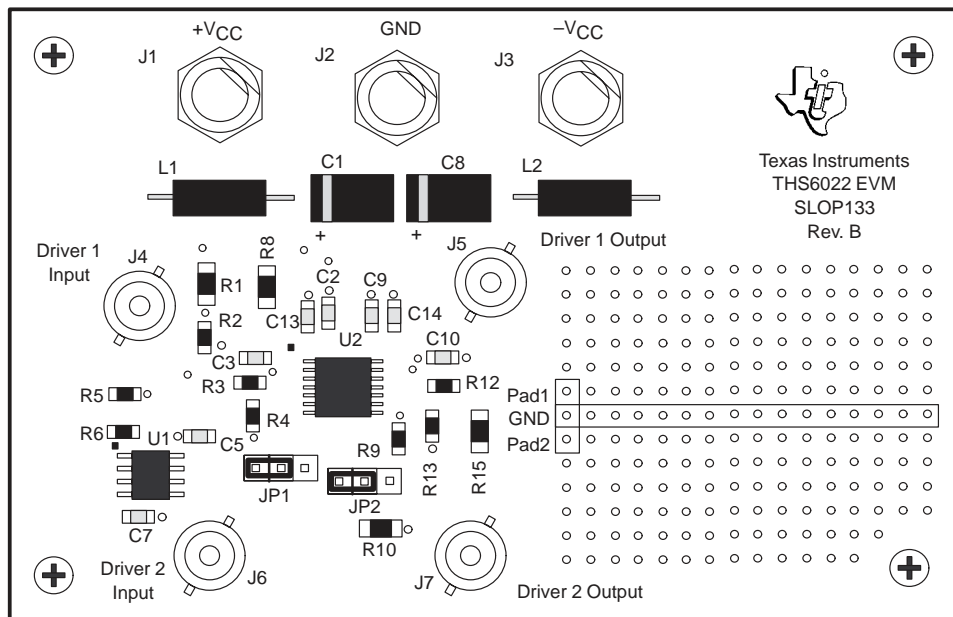 +VCC
GND
–VCC
J1
J2
J3
Texas Instruments
THS6022 EVM
SLOP133
Rev. B
L1
C1
C8
L2
+
+
Driver 1
Input
J4
R8
J5
Driver 1 Output
R1
C2
C9
R2
C13
C14
U2
C3
C10
R3
R12
R5
Pad1
R4
GND
R6
U1
C5
R9
Pad2
R13
R15
JP1
JP2
C7
R10
Driver 2
Input
J6
J7
Driver 2 Output